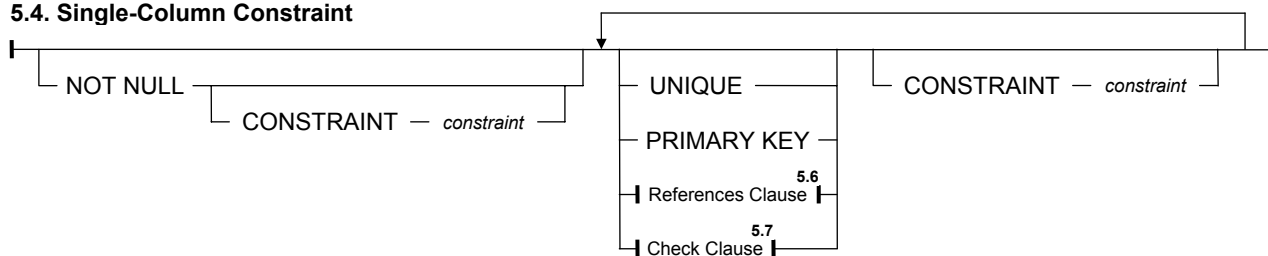 5.4. Single-Column Constraint
NOT NULL
CONSTRAINT constraint
UNIQUE
PRIMARY KEY
5.6
References Clause
5.7
Check Clause
CONSTRAINT constraint